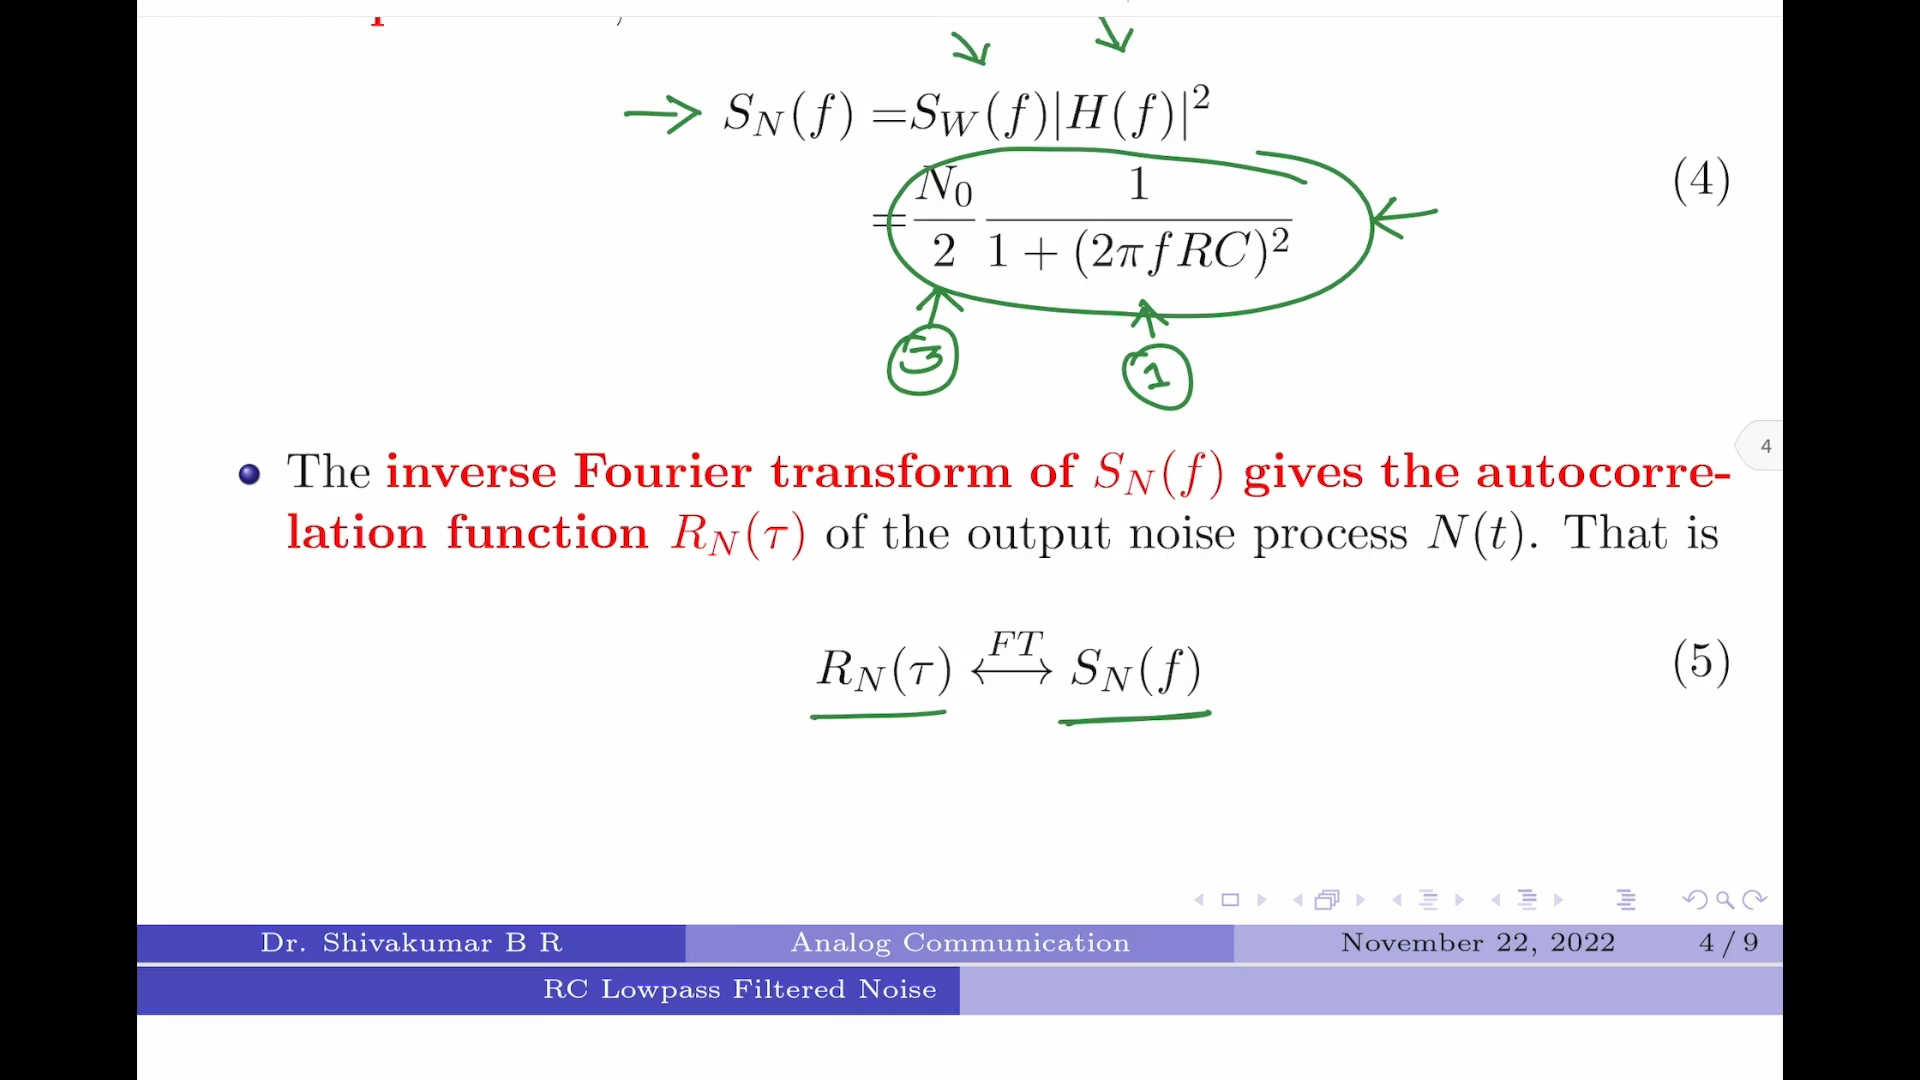 S_N(f) = S_W(f)|H(f)|²
= N₀/2 1/(1 + (2πfRC)²) (4)
3 1
The inverse Fourier transform of S_N(f) gives the autocorre-
lation function R_N(τ) of the output noise process N(t). That is
R_N(τ) ⟷^{FT} S_N(f) (5)
4
Dr. Shivakumar B R Analog Communication November 22, 2022 4 / 9
RC Lowpass Filtered Noise